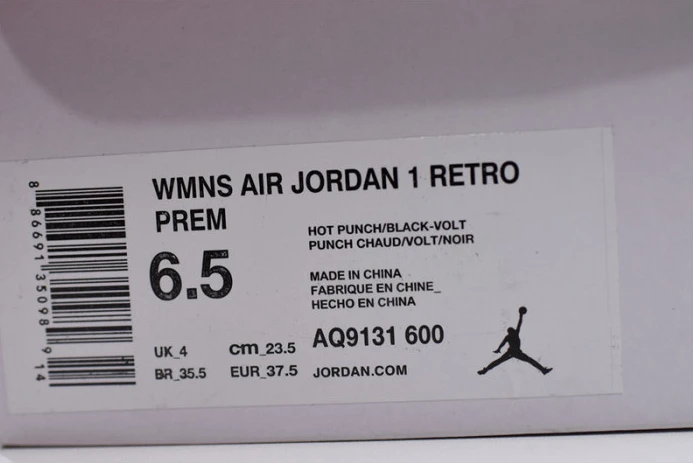 WMNS AIR JORDAN 1 RETRO
PREM
6.5
HOT PUNCH/BLACK-VOLT
PUNCH CHAUD/VOLT/NOIR
MADE IN CHINA
FABRIQUE EN CHINE_
HECHO EN CHINA
AQ9131 600
UK_4
cm_23.5
BR_35.5
EUR_37.5
JORDAN.COM
8 86691 35098 914